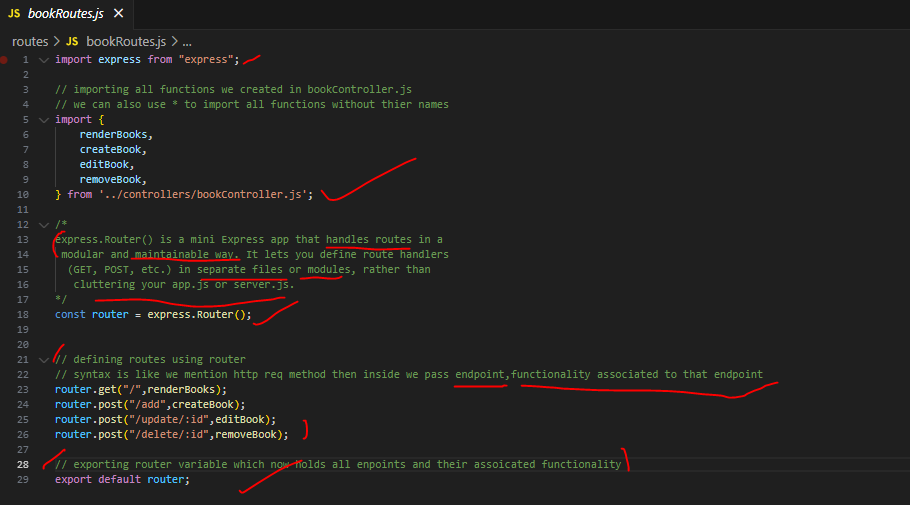 JS bookRoutes.js ×
routes > JS bookRoutes.js > ...
1 import express from "express";
2
3 // importing all functions we created in bookController.js
4 // we can also use * to import all functions without thier names
5 import {
6 renderBooks,
7 createBook,
8 editBook,
9 removeBook,
10 } from '../controllers/bookController.js';
11
12 /*
13 express.Router() is a mini Express app that handles routes in a
14 modular and maintainable way. It lets you define route handlers
15 (GET, POST, etc.) in separate files or modules, rather than
16 cluttering your app.js or server.js.
17 */
18 const router = express.Router();
19
20
21 // defining routes using router
22 // syntax is like we mention http req method then inside we pass endpoint,functionality associated to that endpoint
23 router.get("/",renderBooks);
24 router.post("/add",createBook);
25 router.post("/update/:id",editBook);
26 router.post("/delete/:id",removeBook);
27
28 // exporting router variable which now holds all enpoints and their assoicated functionality
29 export default router;